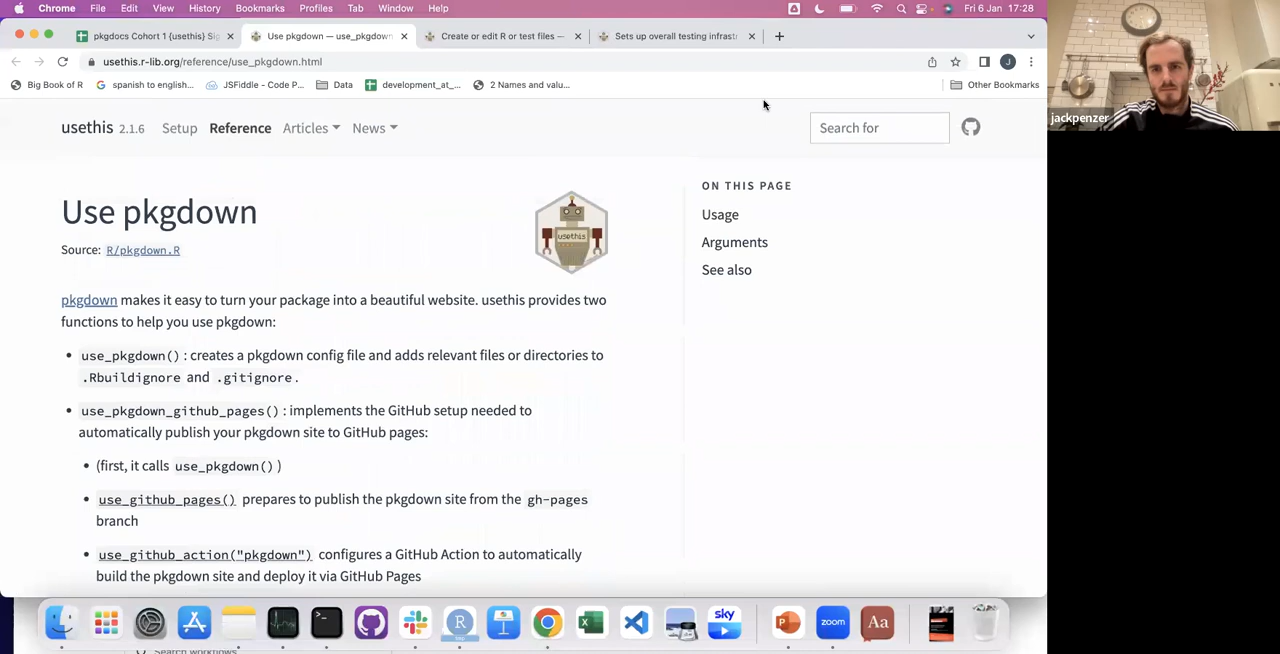 Chrome File Edit View History Bookmarks Profiles Tab Window Help Fri 6 Jan 17:28
pkgdocs Cohort 1 {usethis} Si
Use pkgdown — use_pkgdown
Create or edit R or test files —
Sets up overall testing infrast
usethis.r-lib.org/reference/use_pkgdown.html
J
Big Book of R
spanish to english...
JSFiddle - Code P...
Data
development_at_...
2 Names and valu...
Other Bookmarks
usethis 2.1.6 Setup Reference Articles News
Search for
Use pkgdown
Source: R/pkgdown.R
usethis
pkgdown makes it easy to turn your package into a beautiful website. usethis provides two
functions to help you use pkgdown:
• use_pkgdown() : creates a pkgdown config file and adds relevant files or directories to
.Rbuildignore and .gitignore.
• use_pkgdown_github_pages() : implements the GitHub setup needed to
automatically publish your pkgdown site to GitHub pages:
• (first, it calls use_pkgdown() )
• use_github_pages() prepares to publish the pkgdown site from the gh-pages
branch
• use_github_action("pkgdown") configures a GitHub Action to automatically
build the pkgdown site and deploy it via GitHub Pages
ON THIS PAGE
Usage
Arguments
See also
jackpenzer
R
sky
P
zoom
Aa
Search workflows